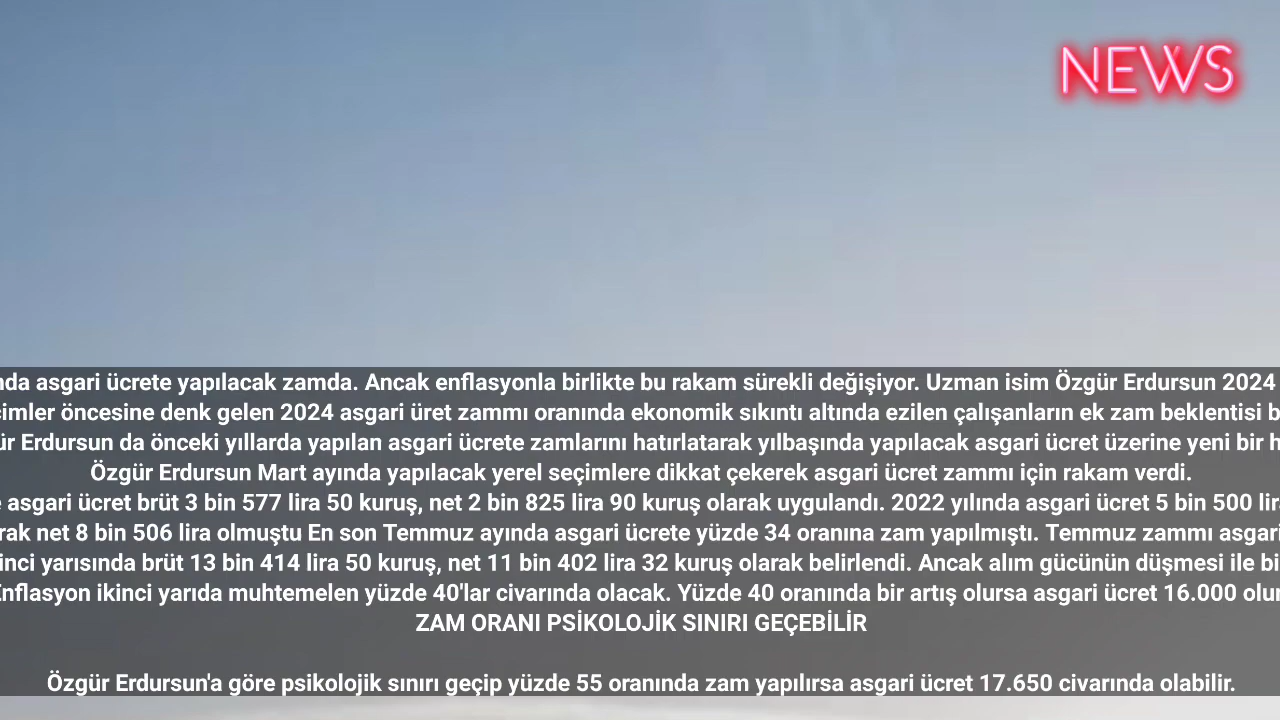 NEWS
nda asgari ücrete yapılacak zamda. Ancak enflasyonla birlikte bu rakam sürekli değişiyor. Uzman isim Özgür Erdursun 2024
imler öncesine denk gelen 2024 asgari üret zammı oranında ekonomik sıkıntı altında ezilen çalışanların ek zam beklentisi b
ür Erdursun da önceki yıllarda yapılan asgari ücrete zamlarını hatırlatarak yılbaşında yapılacak asgari ücret üzerine yeni bir h
Özgür Erdursun Mart ayında yapılacak yerel seçimlere dikkat çekerek asgari ücret zammı için rakam verdi.
asgari ücret brüt 3 bin 577 lira 50 kuruş, net 2 bin 825 lira 90 kuruş olarak uygulandı. 2022 yılında asgari ücret 5 bin 500 lira
rak net 8 bin 506 lira olmuştu En son Temmuz ayında asgari ücrete yüzde 34 oranına zam yapılmıştı. Temmuz zammı asgari
inci yarısında brüt 13 bin 414 lira 50 kuruş, net 11 bin 402 lira 32 kuruş olarak belirlendi. Ancak alım gücünün düşmesi ile bi
Enflasyon ikinci yarıda muhtemelen yüzde 40'lar civarında olacak. Yüzde 40 oranında bir artış olursa asgari ücret 16.000 olur
ZAM ORANI PSİKOLOJİK SINIRI GEÇEBİLİR
Özgür Erdursun'a göre psikolojik sınırı geçip yüzde 55 oranında zam yapılırsa asgari ücret 17.650 civarında olabilir.